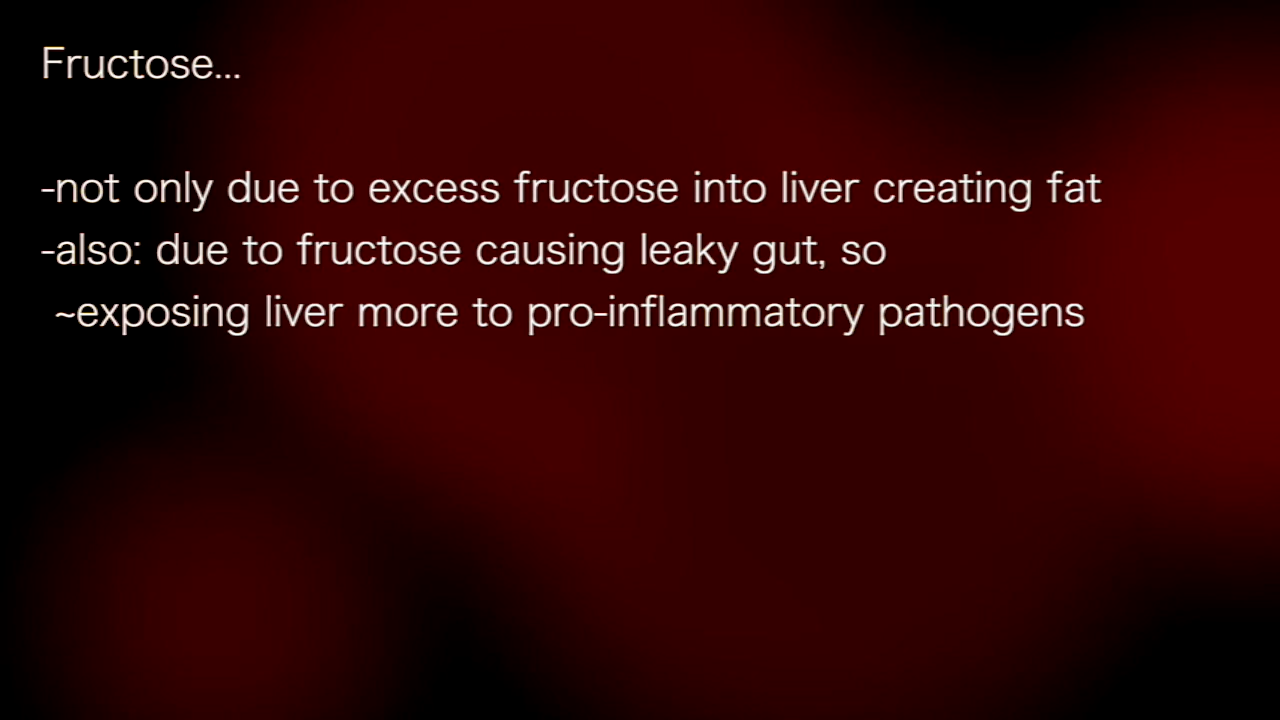 Fructose...
-not only due to excess fructose into liver creating fat
-also: due to fructose causing leaky gut, so
~exposing liver more to pro-inflammatory pathogens